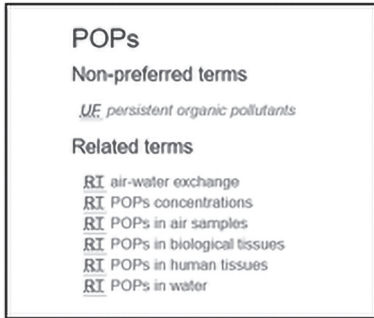 POPs
Non-preferred terms
UF persistent organic pollutants
Related terms
RT air-water exchange
RT POPs concentrations
RT POPs in air samples
RT POPs in biological tissues
RT POPs in human tissues
RT POPs in water